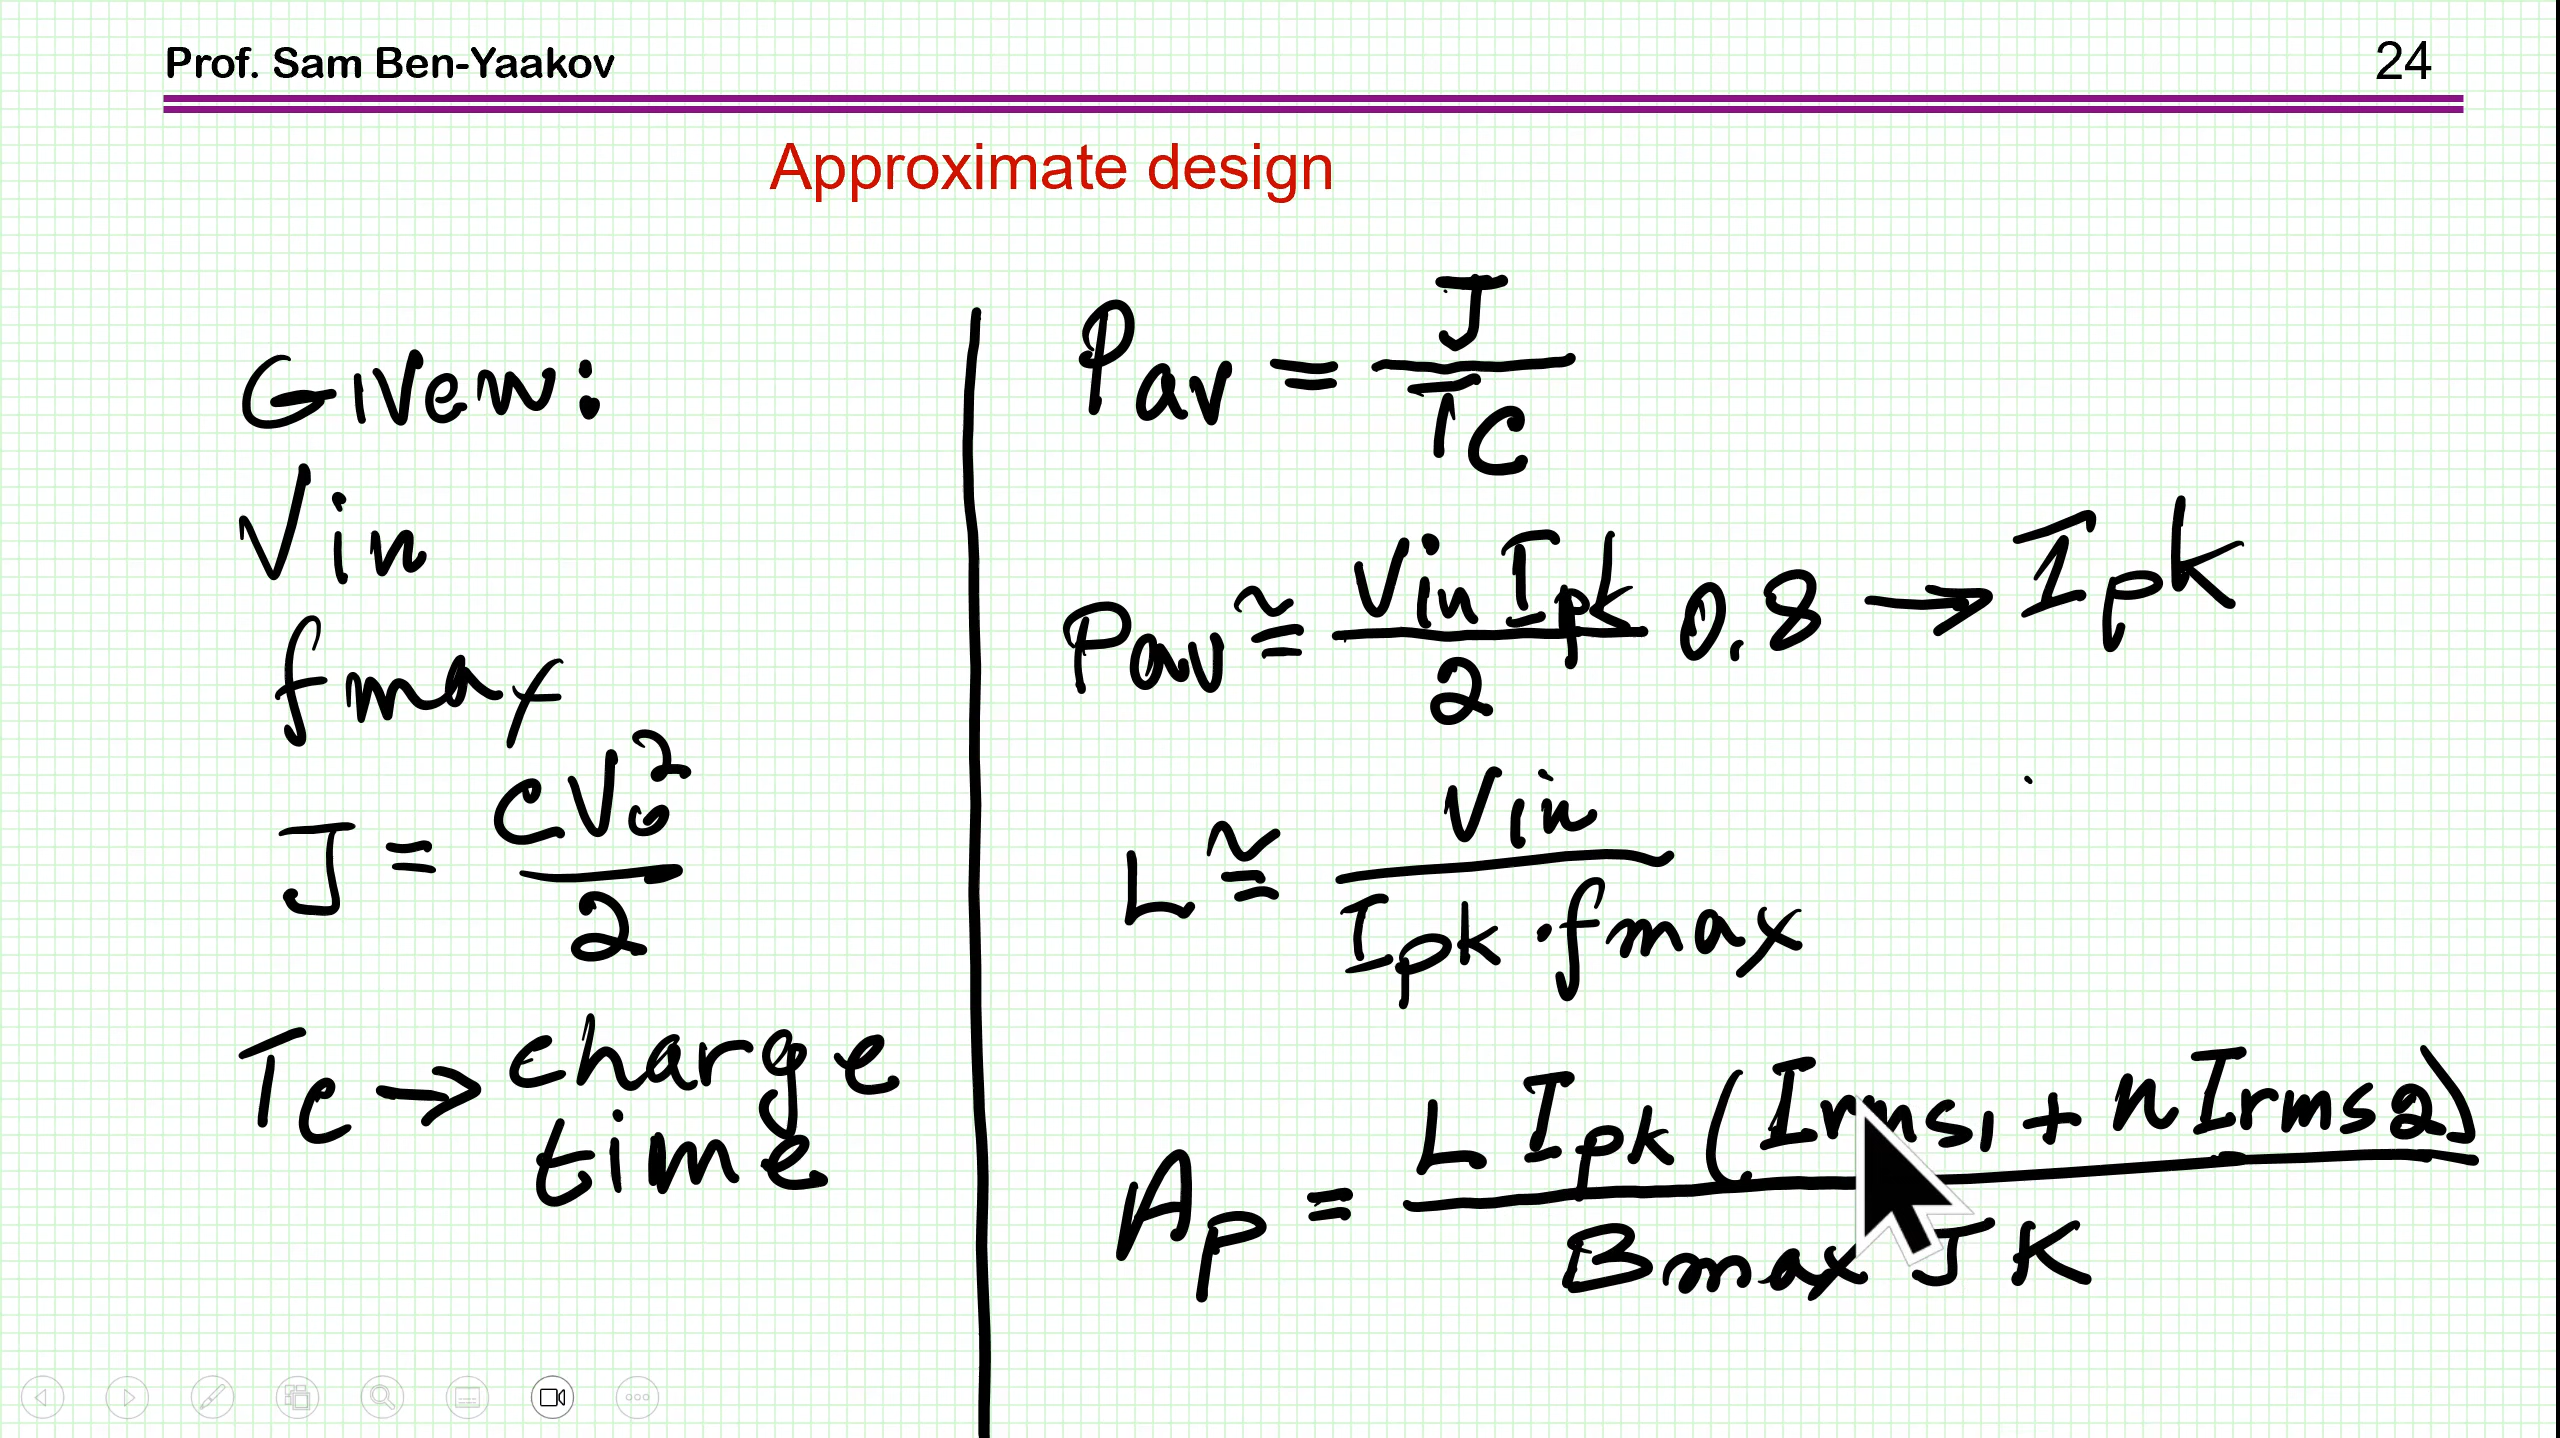 Prof. Sam Ben-Yaakov
24
Approximate design
Given:
Vin
fmax
J = CVo²/2
Tc → charge
time
Pav = J/Tc
Pav ≅ Vin Ipk/2 0.8 → Ipk
L ≅ Vin/Ipk·fmax
Ap = L Ipk (Irms1 + n Irms2)/Bmax J K